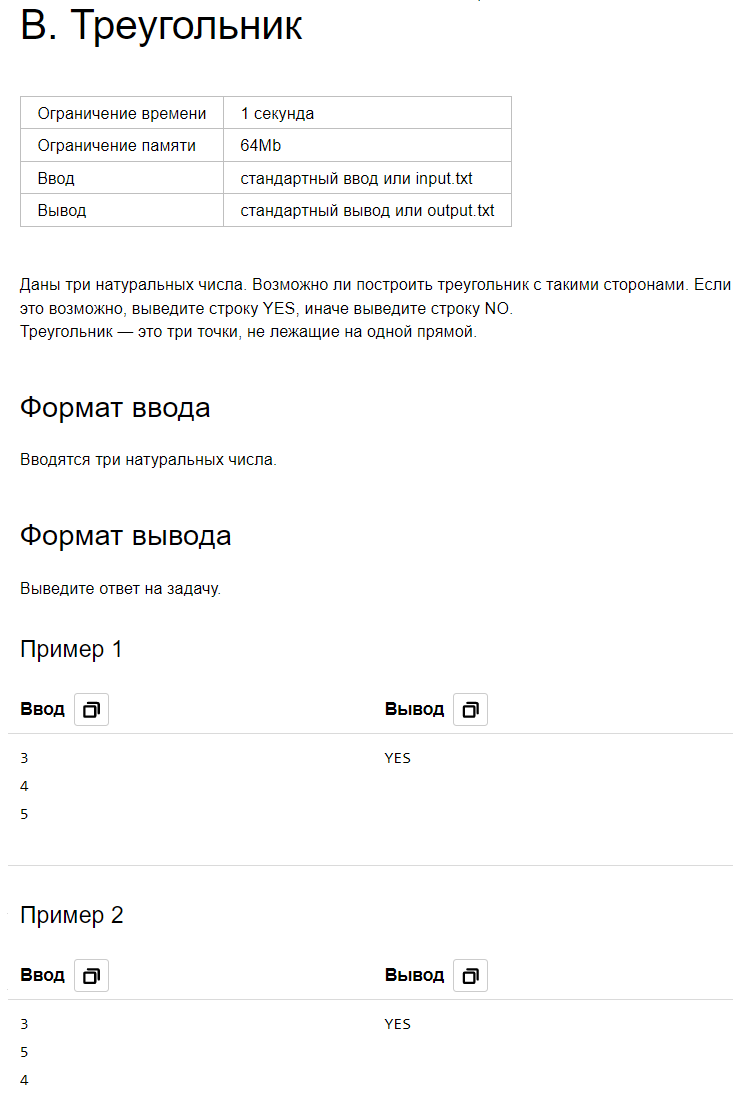 B. Треугольник
Ограничение времени 1 секунда
Ограничение памяти 64Mb
Ввод стандартный ввод или input.txt
Вывод стандартный вывод или output.txt
Даны три натуральных числа. Возможно ли построить треугольник с такими сторонами. Если
это возможно, выведите строку YES, иначе выведите строку NO.
Треугольник — это три точки, не лежащие на одной прямой.
Формат ввода
Вводятся три натуральных числа.
Формат вывода
Выведите ответ на задачу.
Пример 1
Ввод Вывод
3 YES
4
5
Пример 2
Ввод Вывод
3 YES
5
4